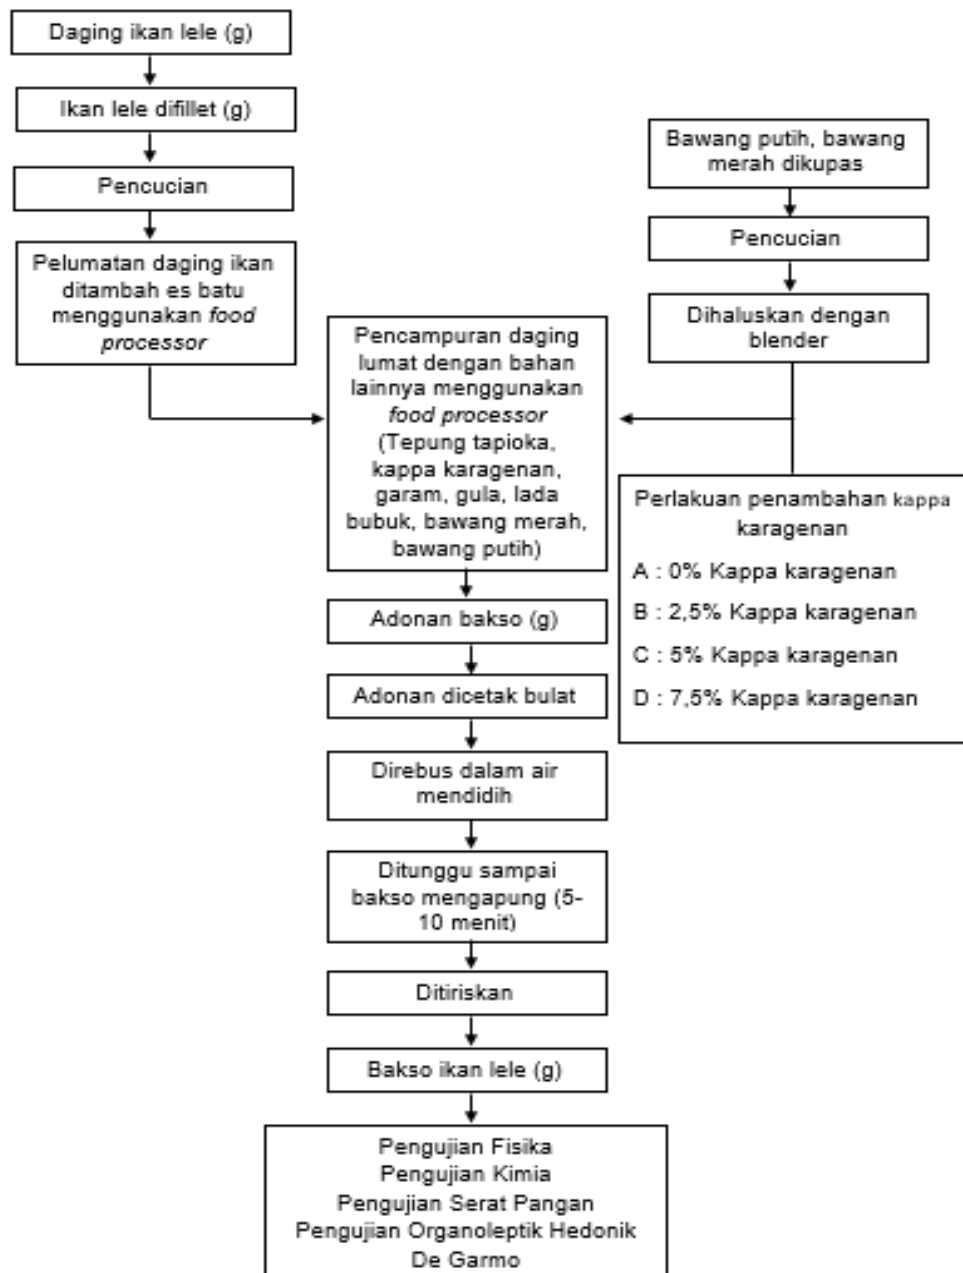 Daging ikan lele (g)
Ikan lele difillet (g)
Pencucian
Pelumatan daging ikan
ditambah es batu
menggunakan food
processor
Bawang putih, bawang
merah dikupas
Pencucian
Dihaluskan dengan
blender
Pencampuran daging
lumat dengan bahan
lainnya menggunakan
food processor
(Tepung tapioka,
kappa karagenan,
garam, gula, lada
bubuk, bawang merah,
bawang putih)
Perlakuan penambahan kappa
karagenan
A : 0% Kappa karagenan
B : 2,5% Kappa karagenan
C : 5% Kappa karagenan
D : 7,5% Kappa karagenan
Adonan bakso (g)
Adonan dicetak bulat
Direbus dalam air
mendidih
Ditunggu sampai
bakso mengapung (5-
10 menit)
Ditiriskan
Bakso ikan lele (g)
Pengujian Fisika
Pengujian Kimia
Pengujian Serat Pangan
Pengujian Organoleptik Hedonik
De Garmo